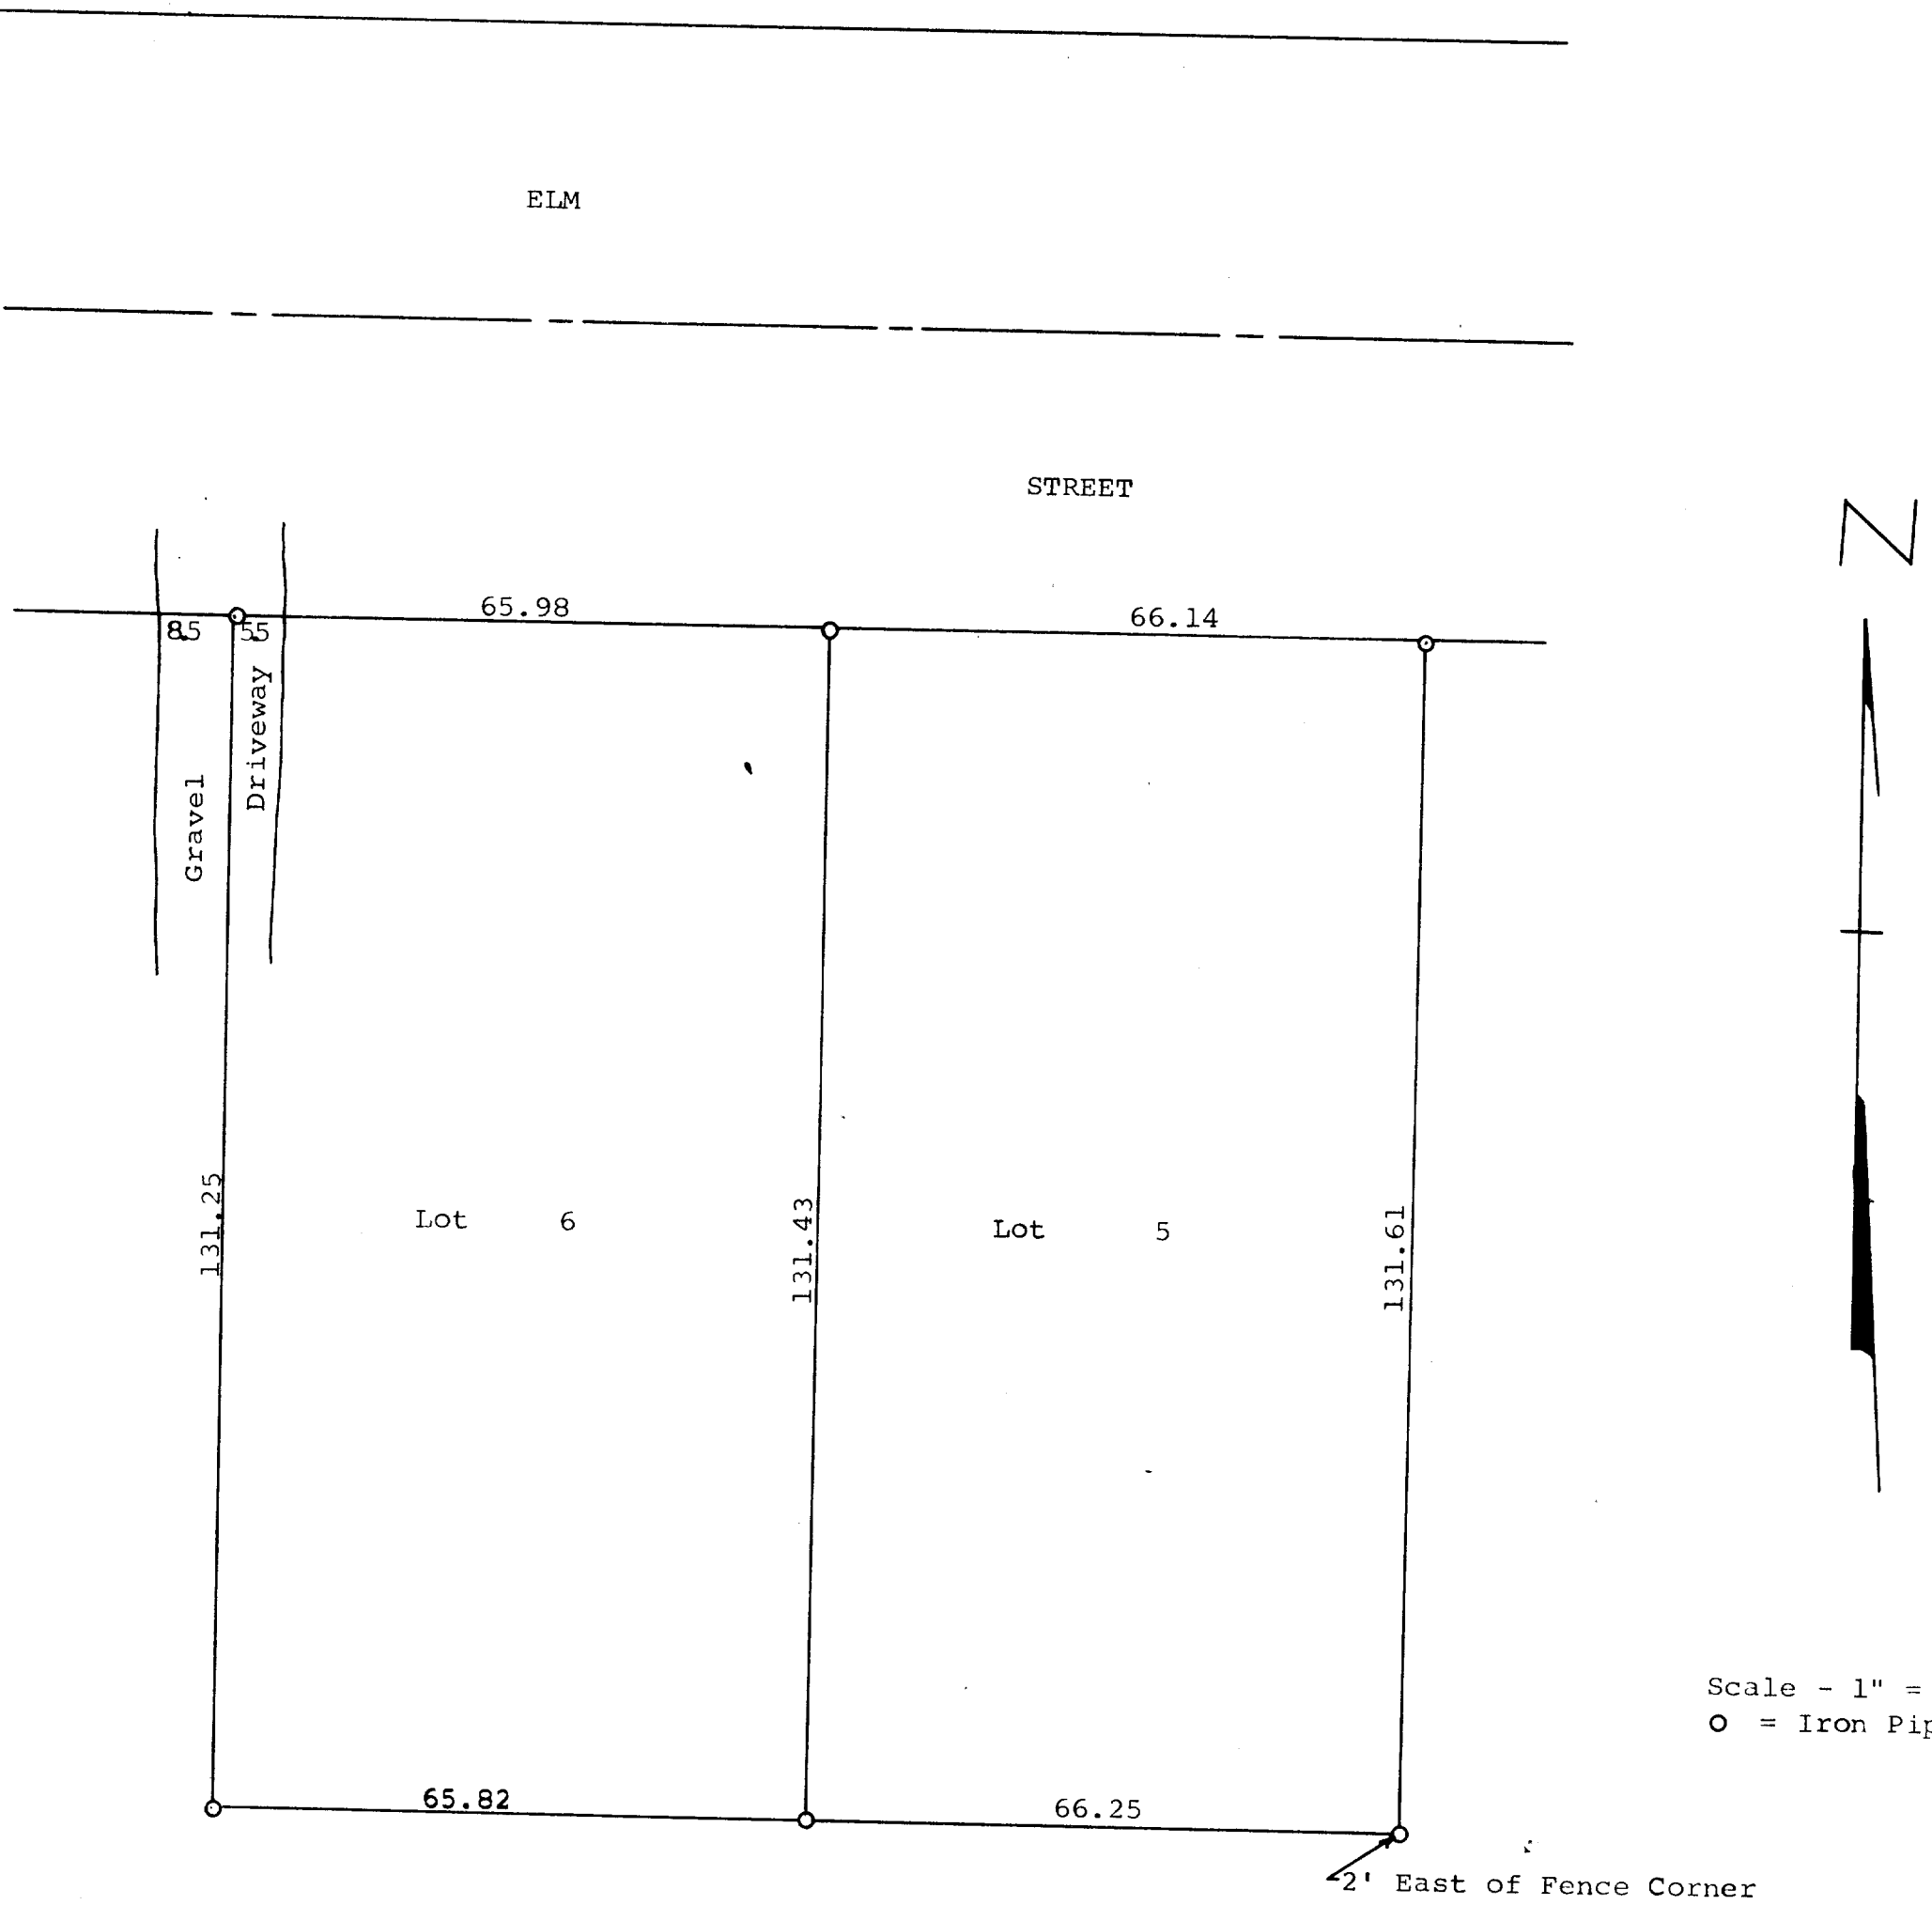 ELM
STREET
N
65.98
66.14
8.5
5.5
Gravel
Driveway
131.25
Lot 6
131.43
Lot 5
131.61
Scale - 1" =
O = Iron Pip
65.82
66.25
2' East of Fence Corner